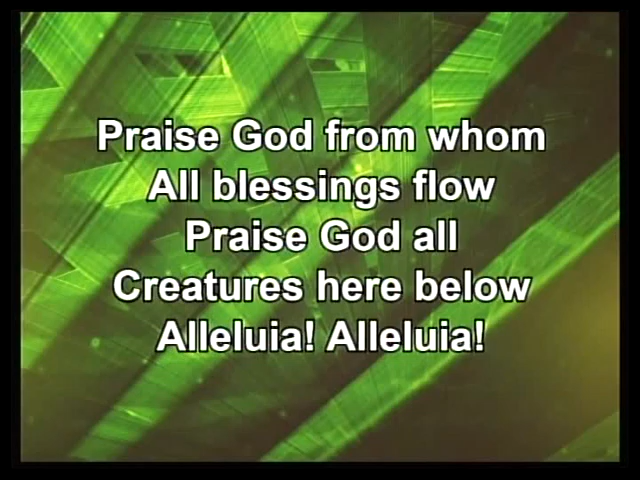 Praise God from whom
All blessings flow
Praise God all
Creatures here below
Alleluia! Alleluia!